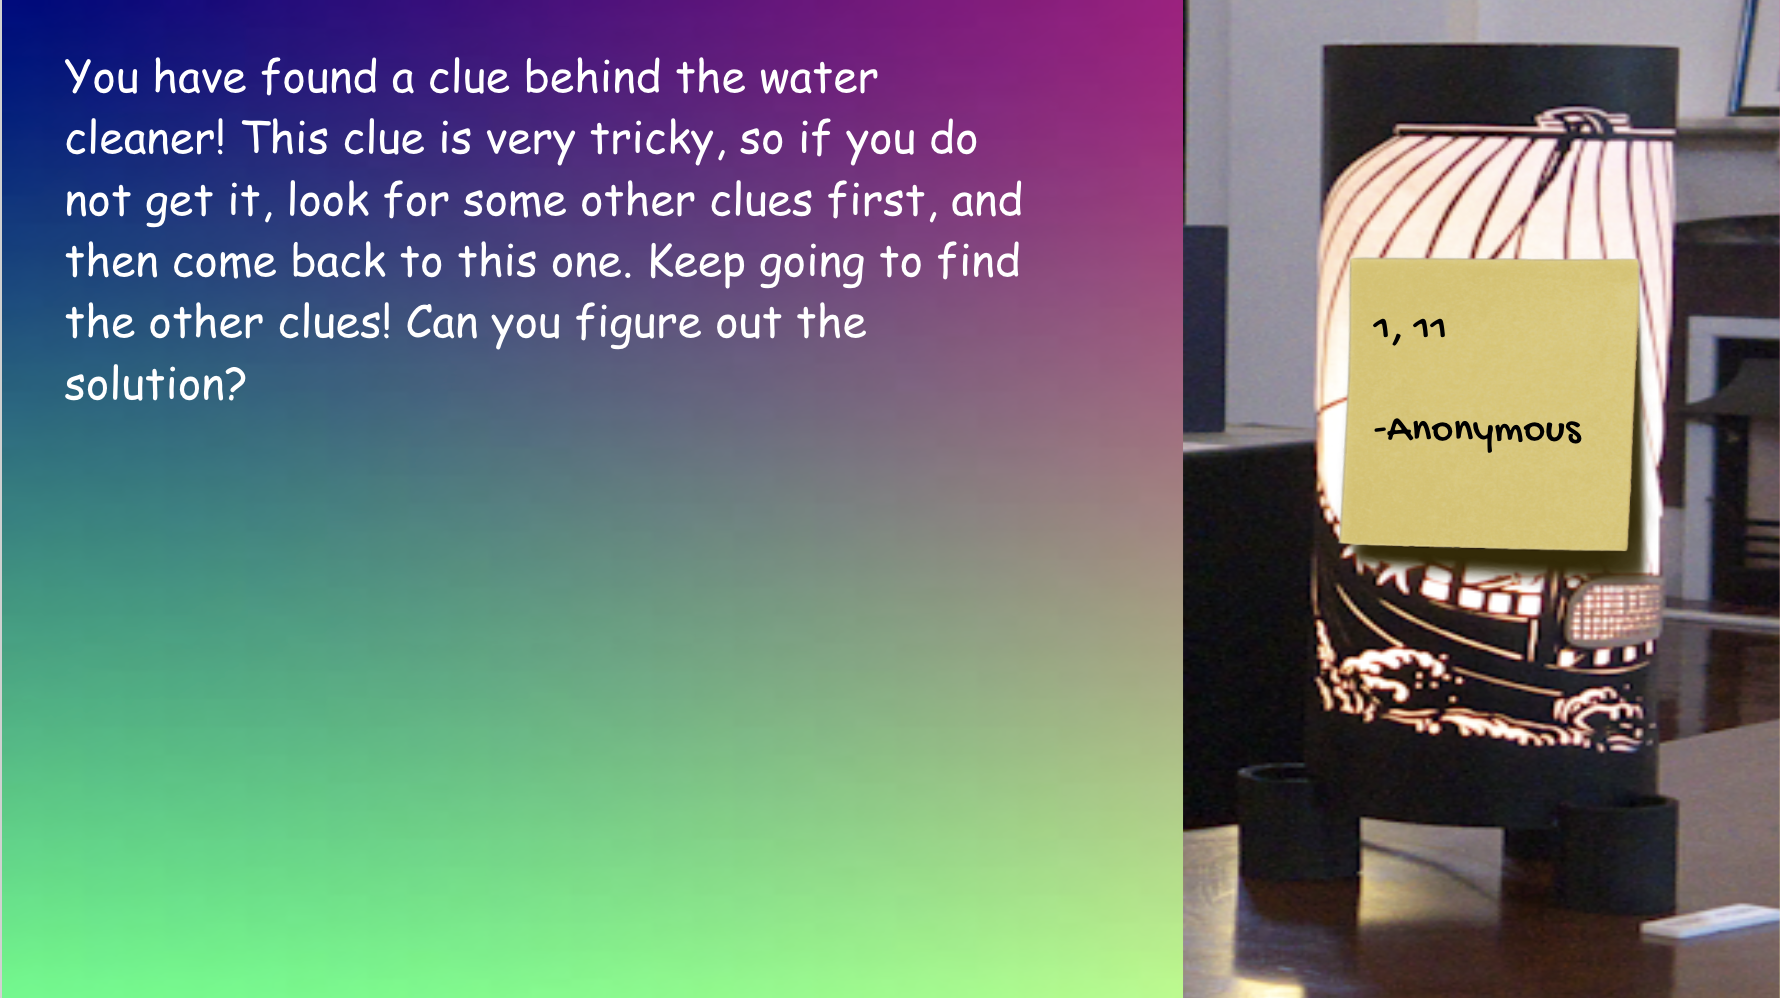 You have found a clue behind the water
cleaner! This clue is very tricky, so if you do
not get it, look for some other clues first, and
then come back to this one. Keep going to find
the other clues! Can you figure out the
solution?
1, 11
-Anonymous